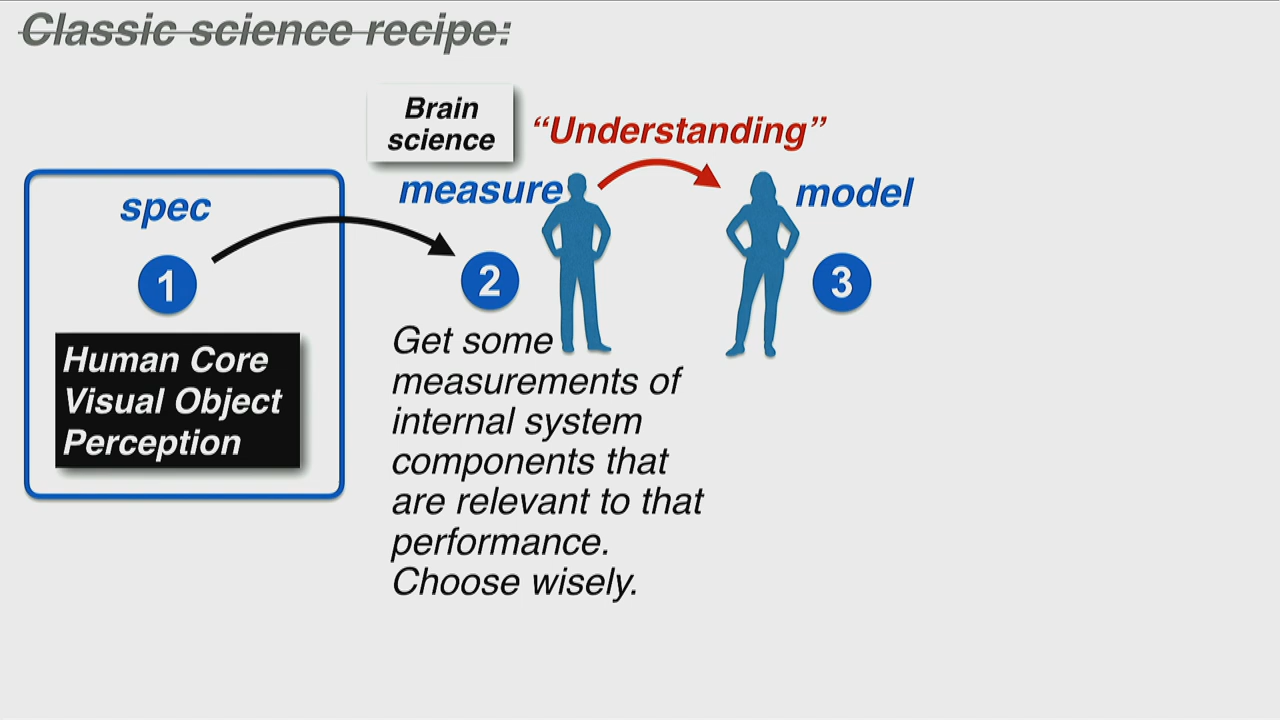 Classic science recipe:
Brain
science
“Understanding”
spec
measure
model
1
2
3
Human Core
Visual Object
Perception
Get some
measurements of
internal system
components that
are relevant to that
performance.
Choose wisely.